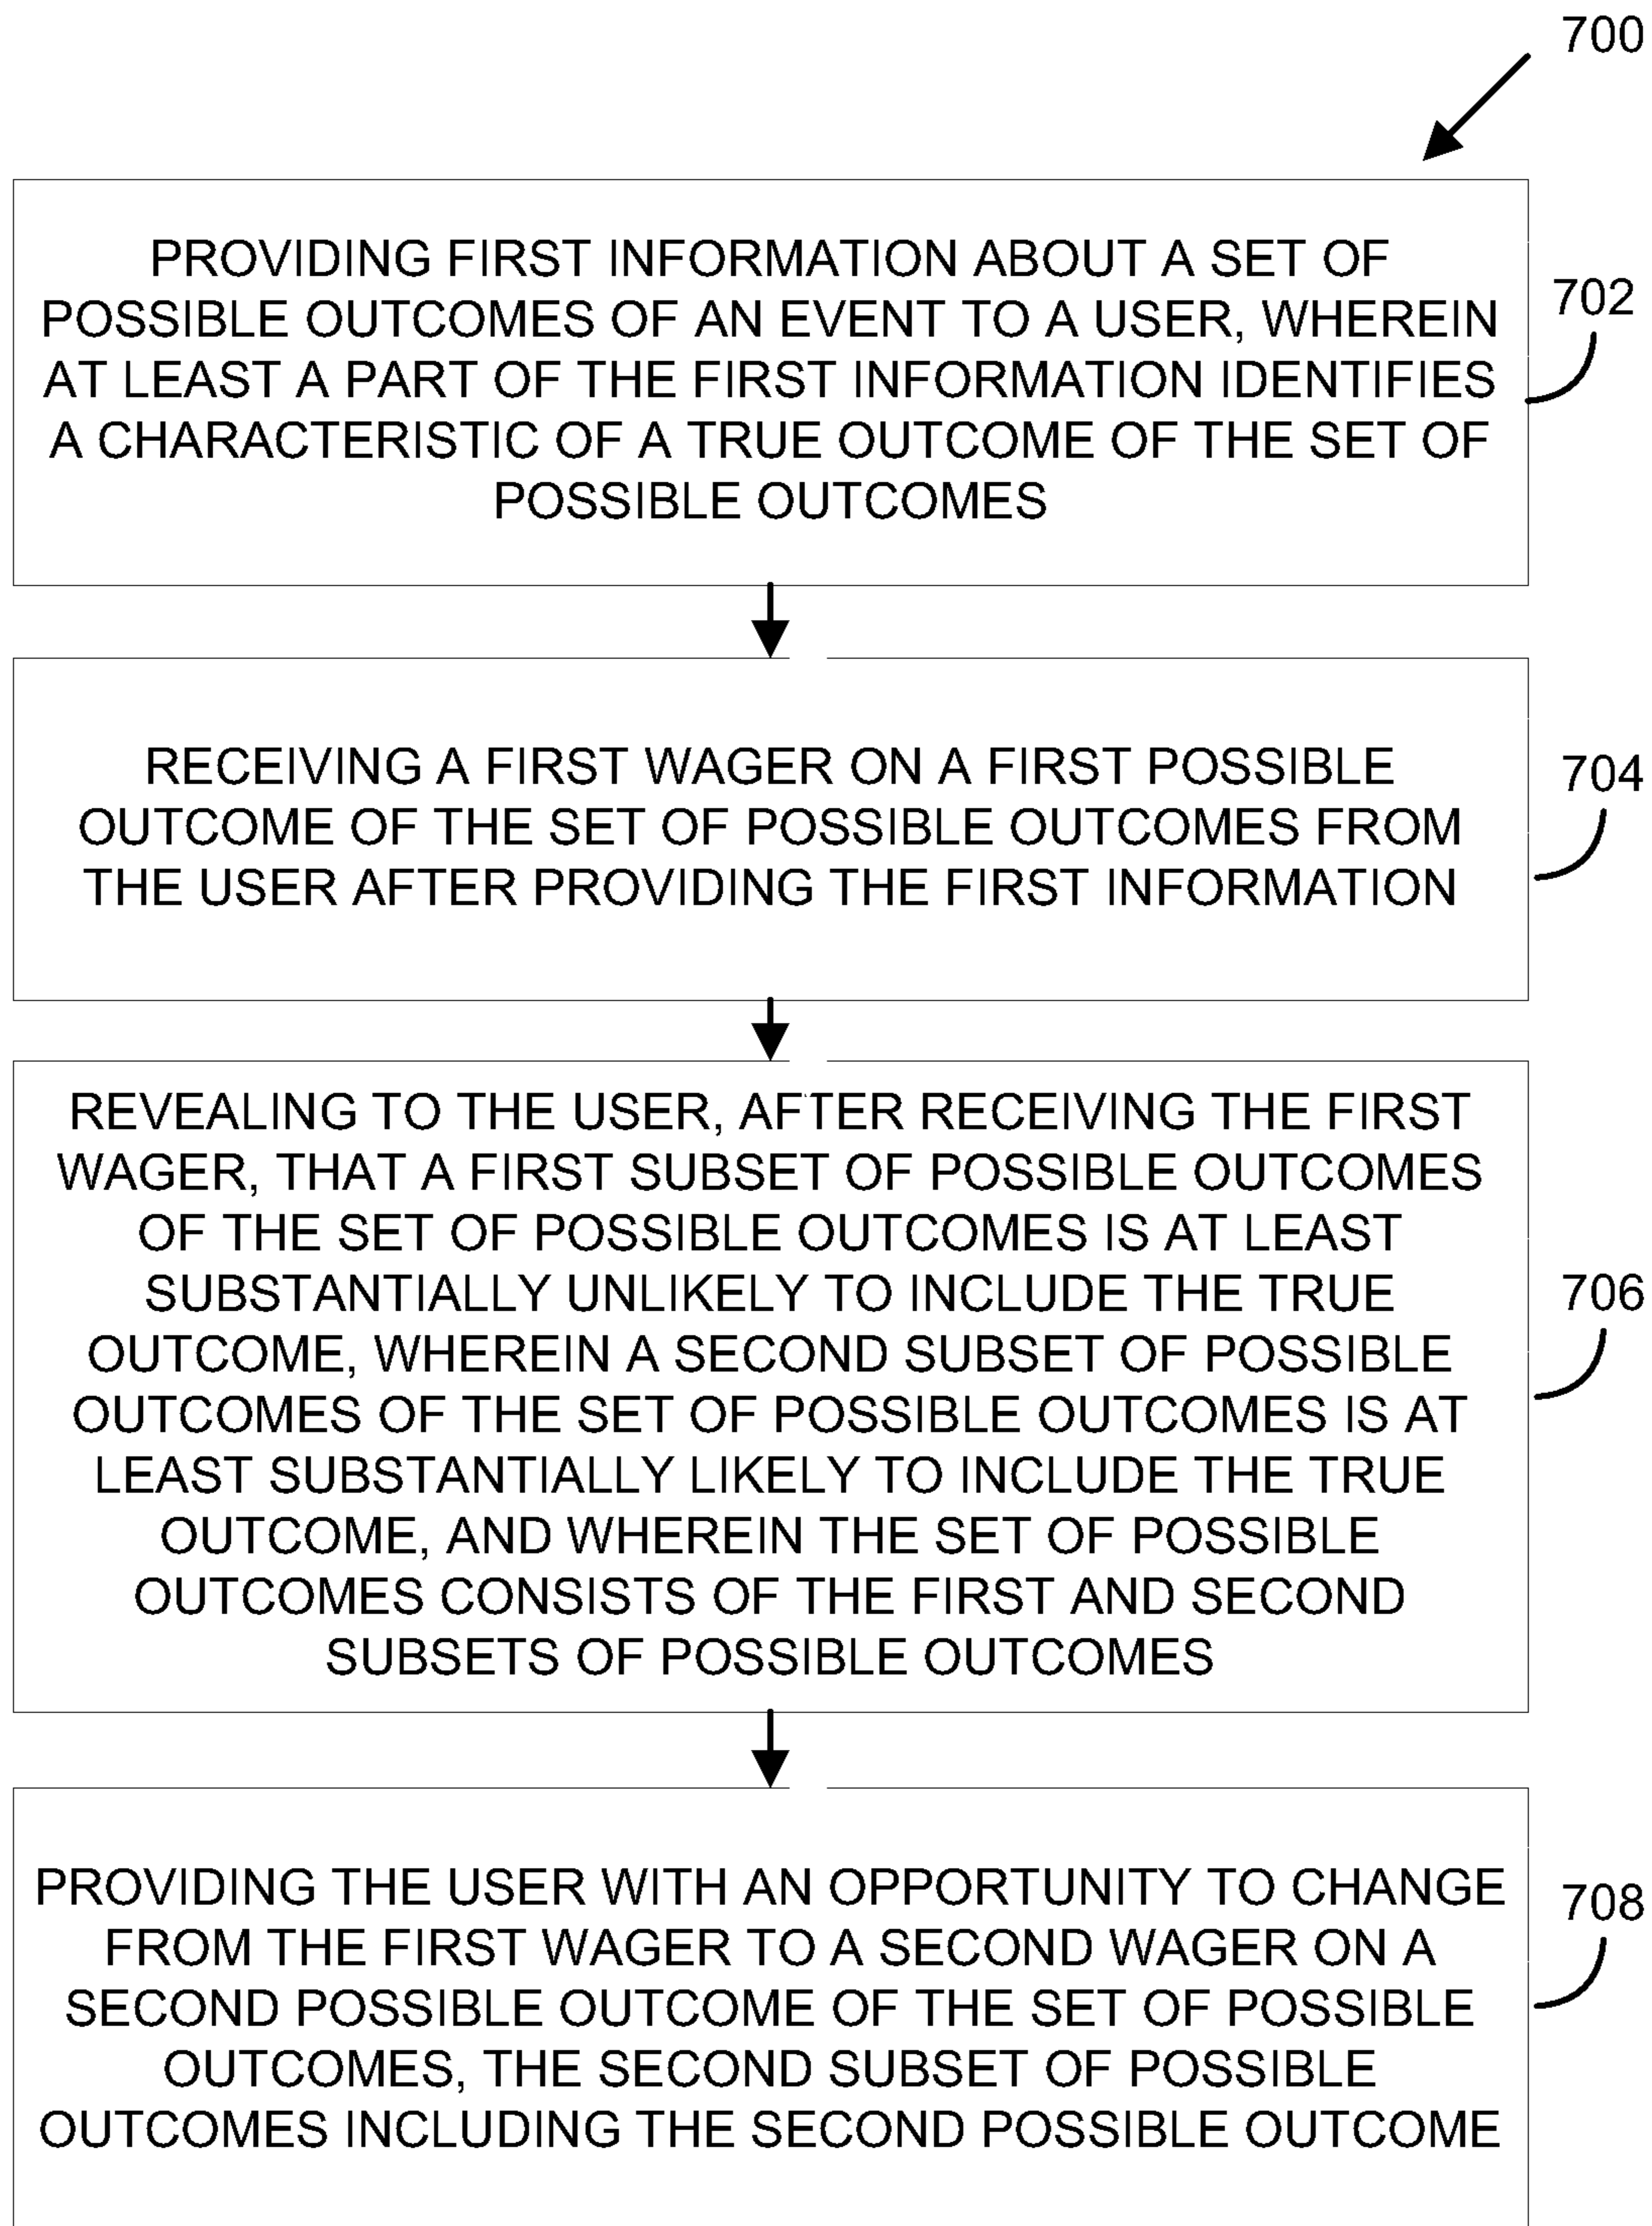 700
PROVIDING FIRST INFORMATION ABOUT A SET OF
POSSIBLE OUTCOMES OF AN EVENT TO A USER, WHEREIN
AT LEAST A PART OF THE FIRST INFORMATION IDENTIFIES
A CHARACTERISTIC OF A TRUE OUTCOME OF THE SET OF
POSSIBLE OUTCOMES
702
RECEIVING A FIRST WAGER ON A FIRST POSSIBLE
OUTCOME OF THE SET OF POSSIBLE OUTCOMES FROM
THE USER AFTER PROVIDING THE FIRST INFORMATION
704
REVEALING TO THE USER, AFTER RECEIVING THE FIRST
WAGER, THAT A FIRST SUBSET OF POSSIBLE OUTCOMES
OF THE SET OF POSSIBLE OUTCOMES IS AT LEAST
SUBSTANTIALLY UNLIKELY TO INCLUDE THE TRUE
OUTCOME, WHEREIN A SECOND SUBSET OF POSSIBLE
OUTCOMES OF THE SET OF POSSIBLE OUTCOMES IS AT
LEAST SUBSTANTIALLY LIKELY TO INCLUDE THE TRUE
OUTCOME, AND WHEREIN THE SET OF POSSIBLE
OUTCOMES CONSISTS OF THE FIRST AND SECOND
SUBSETS OF POSSIBLE OUTCOMES
706
PROVIDING THE USER WITH AN OPPORTUNITY TO CHANGE
FROM THE FIRST WAGER TO A SECOND WAGER ON A
SECOND POSSIBLE OUTCOME OF THE SET OF POSSIBLE
OUTCOMES, THE SECOND SUBSET OF POSSIBLE
OUTCOMES INCLUDING THE SECOND POSSIBLE OUTCOME
708